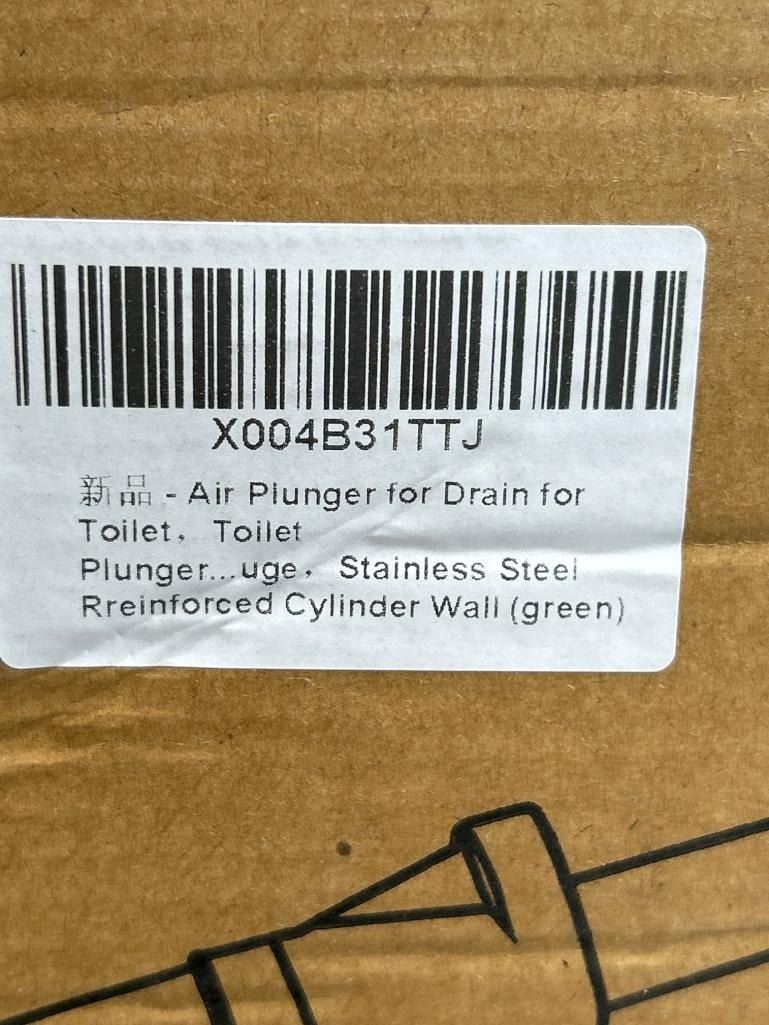 X004B31TTJ
新品 - Air Plunger for Drain for
Toilet， Toilet
Plunger...uge， Stainless Steel
Rreinforced Cylinder Wall (green)